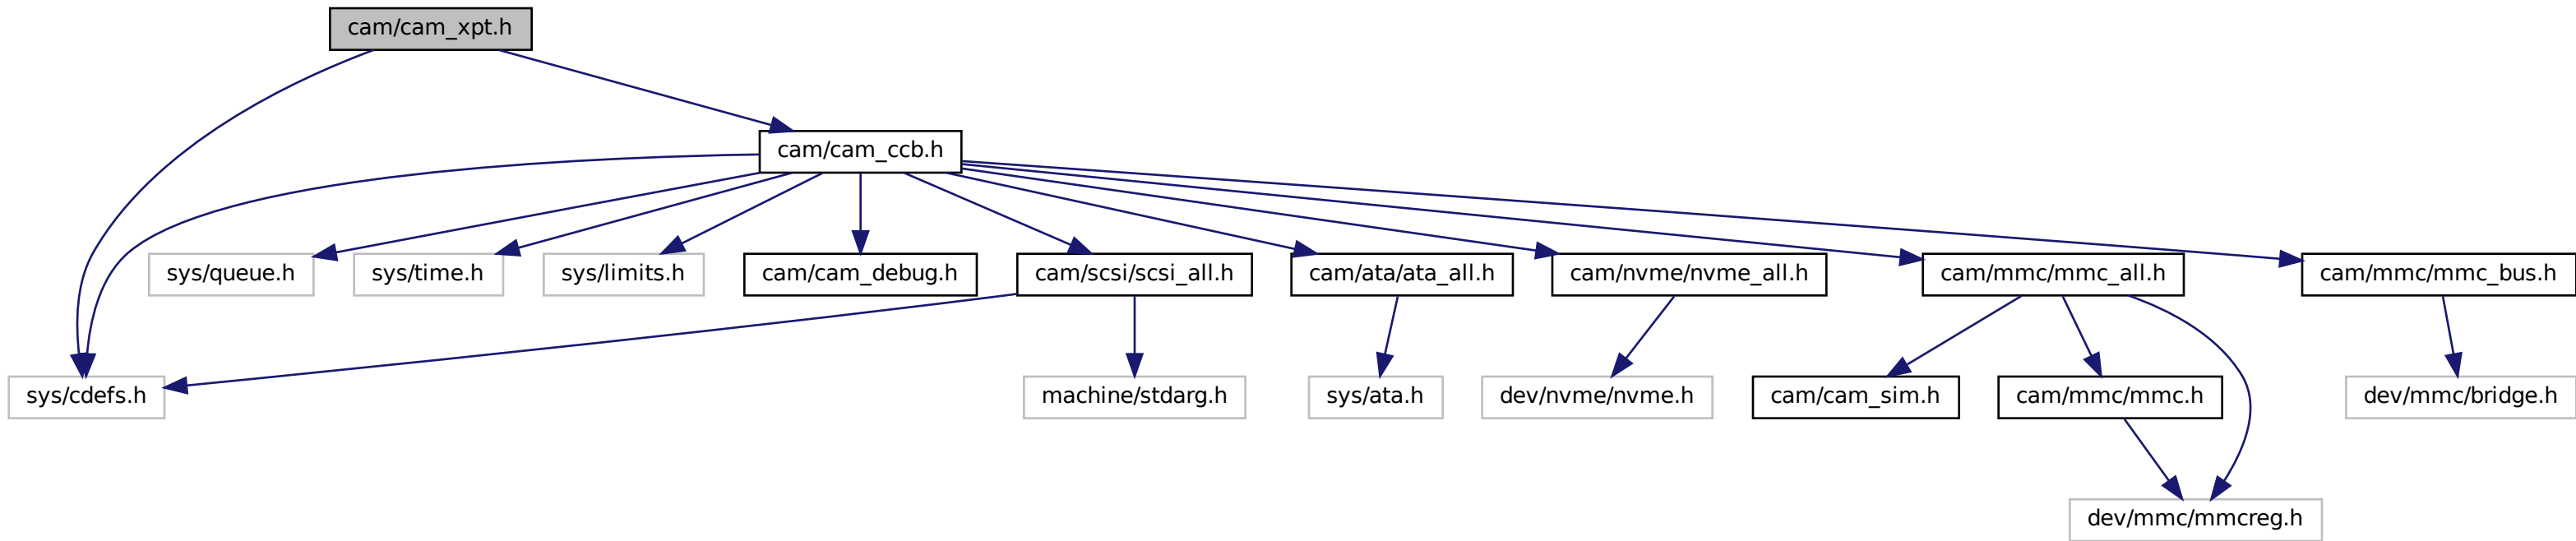 cam/cam_xpt.h
cam/cam_ccb.h
sys/queue.h
sys/time.h
sys/limits.h
cam/cam_debug.h
cam/scsi/scsi_all.h
cam/ata/ata_all.h
cam/nvme/nvme_all.h
cam/mmc/mmc_all.h
cam/mmc/mmc_bus.h
sys/cdefs.h
machine/stdarg.h
sys/ata.h
dev/nvme/nvme.h
cam/cam_sim.h
cam/mmc/mmc.h
dev/mmc/bridge.h
dev/mmc/mmcreg.h